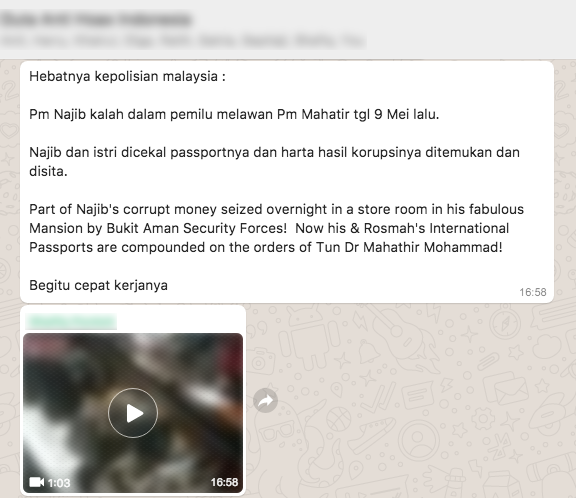 Hebatnya kepolisian malaysia :
Pm Najib kalah dalam pemilu melawan Pm Mahatir tgl 9 Mei lalu.
Najib dan istri dicekal passportnya dan harta hasil korupsinya ditemukan dan
disita.
Part of Najib's corrupt money seized overnight in a store room in his fabulous
Mansion by Bukit Aman Security Forces!  Now his & Rosmah's International
Passports are compounded on the orders of Tun Dr Mahathir Mohammad!
Begitu cepat kerjanya
16:58
1:03
16:58